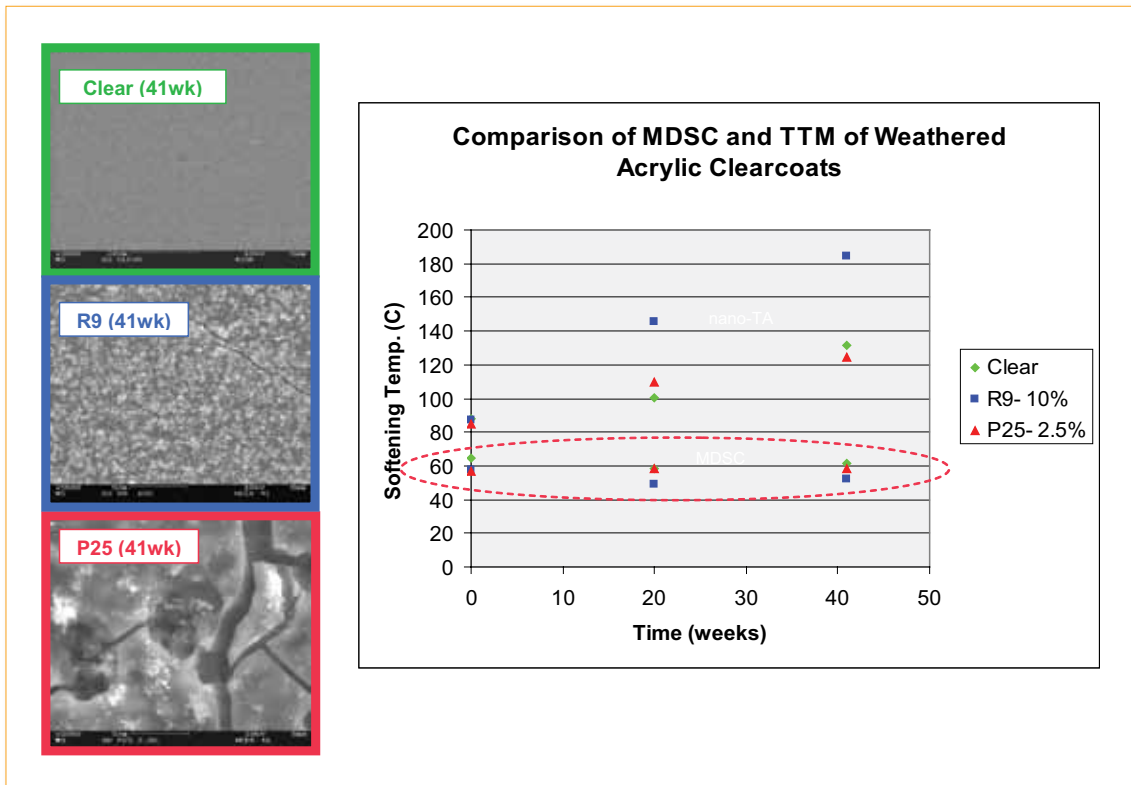 Clear (41wk)
R9 (41wk)
P25 (41wk)
Comparison of MDSC and TTM of Weathered
Acrylic Clearcoats
Softening Temp. (C)
200
180
160
140
120
100
80
60
40
20
0
nano-TA
MDSC
0 10 20 30 40 50
Time (weeks)
Clear
R9- 10%
P25- 2.5%